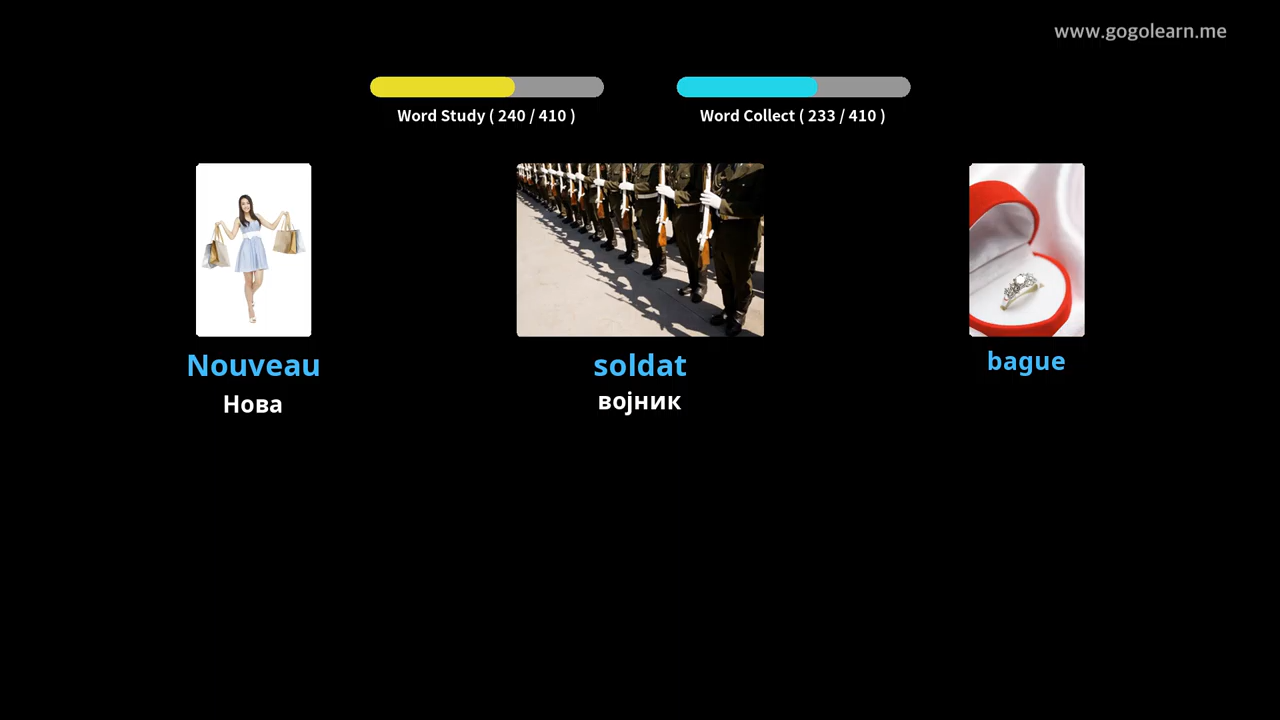 www.gogolearn.me
Word Study ( 240 / 410 )
Word Collect ( 233 / 410 )
Nouveau
Нова
soldat
војник
bague